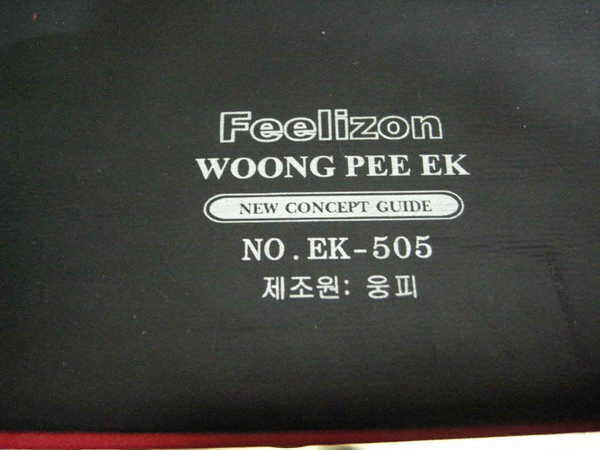 Feelizon
WOONG PEE EK
NEW CONCEPT GUIDE
NO.EK-505
제조원: 웅피